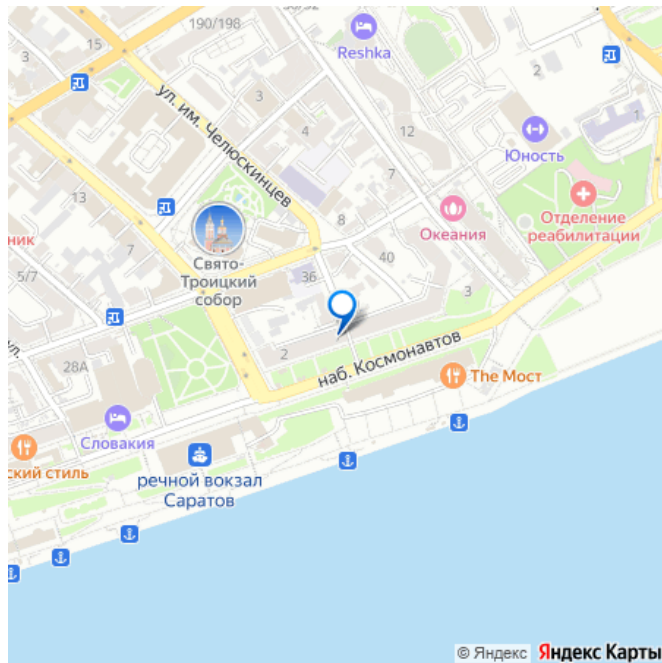 190/198
15
Reshka
2
3
ул. им. Челюскинцев
4
1
3
12
Юность
13
8
Океания
Отделение
реабилитации
ник
7
Свято-
Троицкий
собор
40
5/7
36
3
ул.
2
28А
наб. Космонавтов
The Мост
Словакия
ский стиль
речной вокзал
Саратов
© Яндекс Яндекс Карты